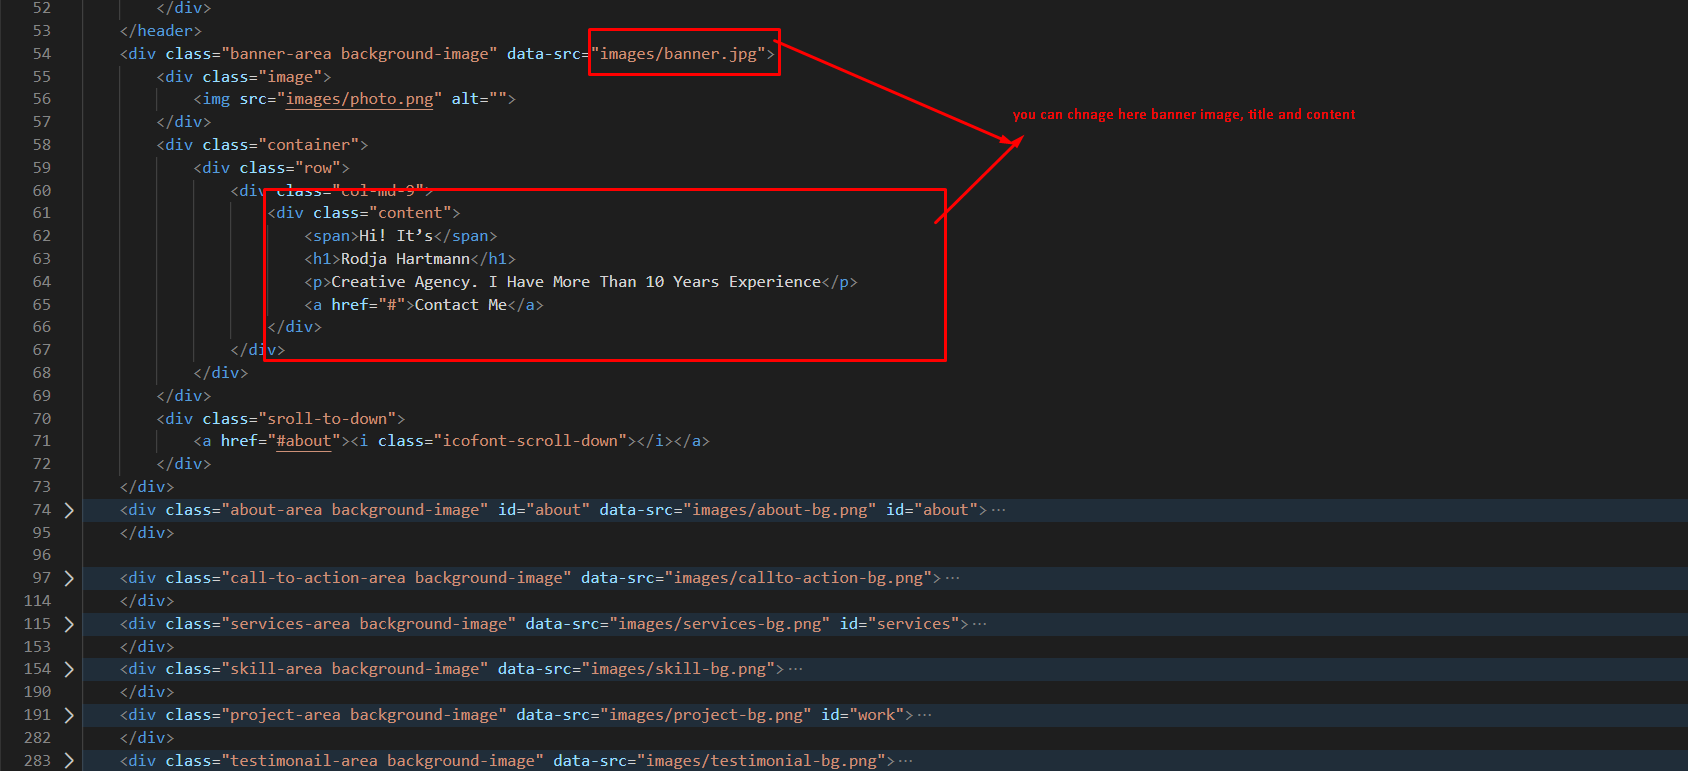 52 </div>
53 </header>
54 <div class="banner-area background-image" data-src="images/banner.jpg">
55 <div class="image">
56 <img src="images/photo.png" alt="">
57 </div>
you can chnage here banner image, title and content
58 <div class="container">
59 <div class="row">
60 <div class="col-md-9">
61 <div class="content">
62 <span>Hi! It’s</span>
63 <h1>Rodja Hartmann</h1>
64 <p>Creative Agency. I Have More Than 10 Years Experience</p>
65 <a href="#">Contact Me</a>
66 </div>
67 </div>
68 </div>
69 </div>
70 <div class="sroll-to-down">
71 <a href="#about"><i class="icofont-scroll-down"></i></a>
72 </div>
73 </div>
74 <div class="about-area background-image" id="about" data-src="images/about-bg.png" id="about">···
95 </div>
96
97 <div class="call-to-action-area background-image" data-src="images/callto-action-bg.png">···
114 </div>
115 <div class="services-area background-image" data-src="images/services-bg.png" id="services">···
153 </div>
154 <div class="skill-area background-image" data-src="images/skill-bg.png">···
190 </div>
191 <div class="project-area background-image" data-src="images/project-bg.png" id="work">···
282 </div>
283 <div class="testimonail-area background-image" data-src="images/testimonial-bg.png">···